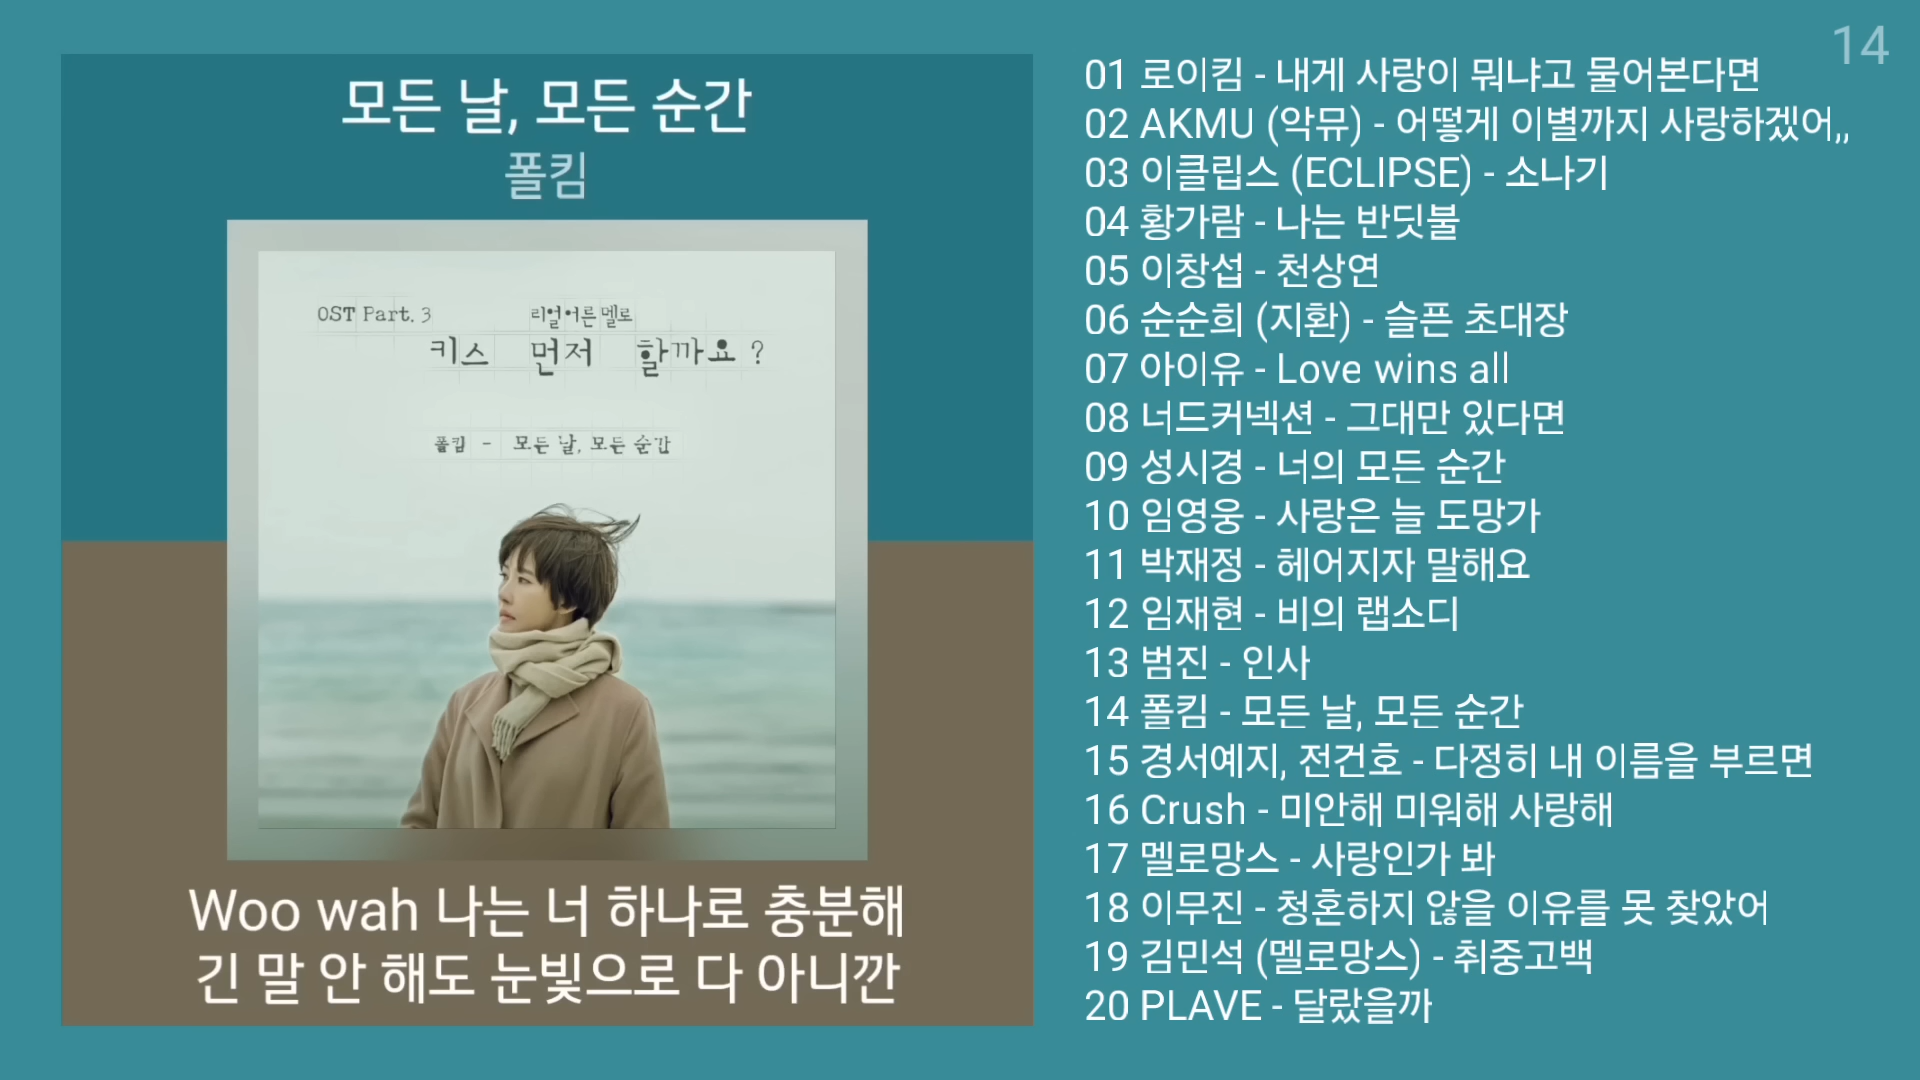 모든 날, 모든 순간
폴킴
OST Part. 3
리얼어른멜로
키스 먼저 할까요?
폴킴 - 모든 날, 모든 순간
Woo wah 나는 너 하나로 충분해
긴 말 안 해도 눈빛으로 다 아니깐
14
01 로이킴 - 내게 사랑이 뭐냐고 물어본다면
02 AKMU (악뮤) - 어떻게 이별까지 사랑하겠어,,
03 이클립스 (ECLIPSE) - 소나기
04 황가람 - 나는 반딧불
05 이창섭 - 천상연
06 순순희 (지환) - 슬픈 초대장
07 아이유 - Love wins all
08 너드커넥션 - 그대만 있다면
09 성시경 - 너의 모든 순간
10 임영웅 - 사랑은 늘 도망가
11 박재정 - 헤어지자 말해요
12 임재현 - 비의 랩소디
13 범진 - 인사
14 폴킴 - 모든 날, 모든 순간
15 경서예지, 전건호 - 다정히 내 이름을 부르면
16 Crush - 미안해 미워해 사랑해
17 멜로망스 - 사랑인가 봐
18 이무진 - 청혼하지 않을 이유를 못 찾았어
19 김민석 (멜로망스) - 취중고백
20 PLAVE - 달랐을까